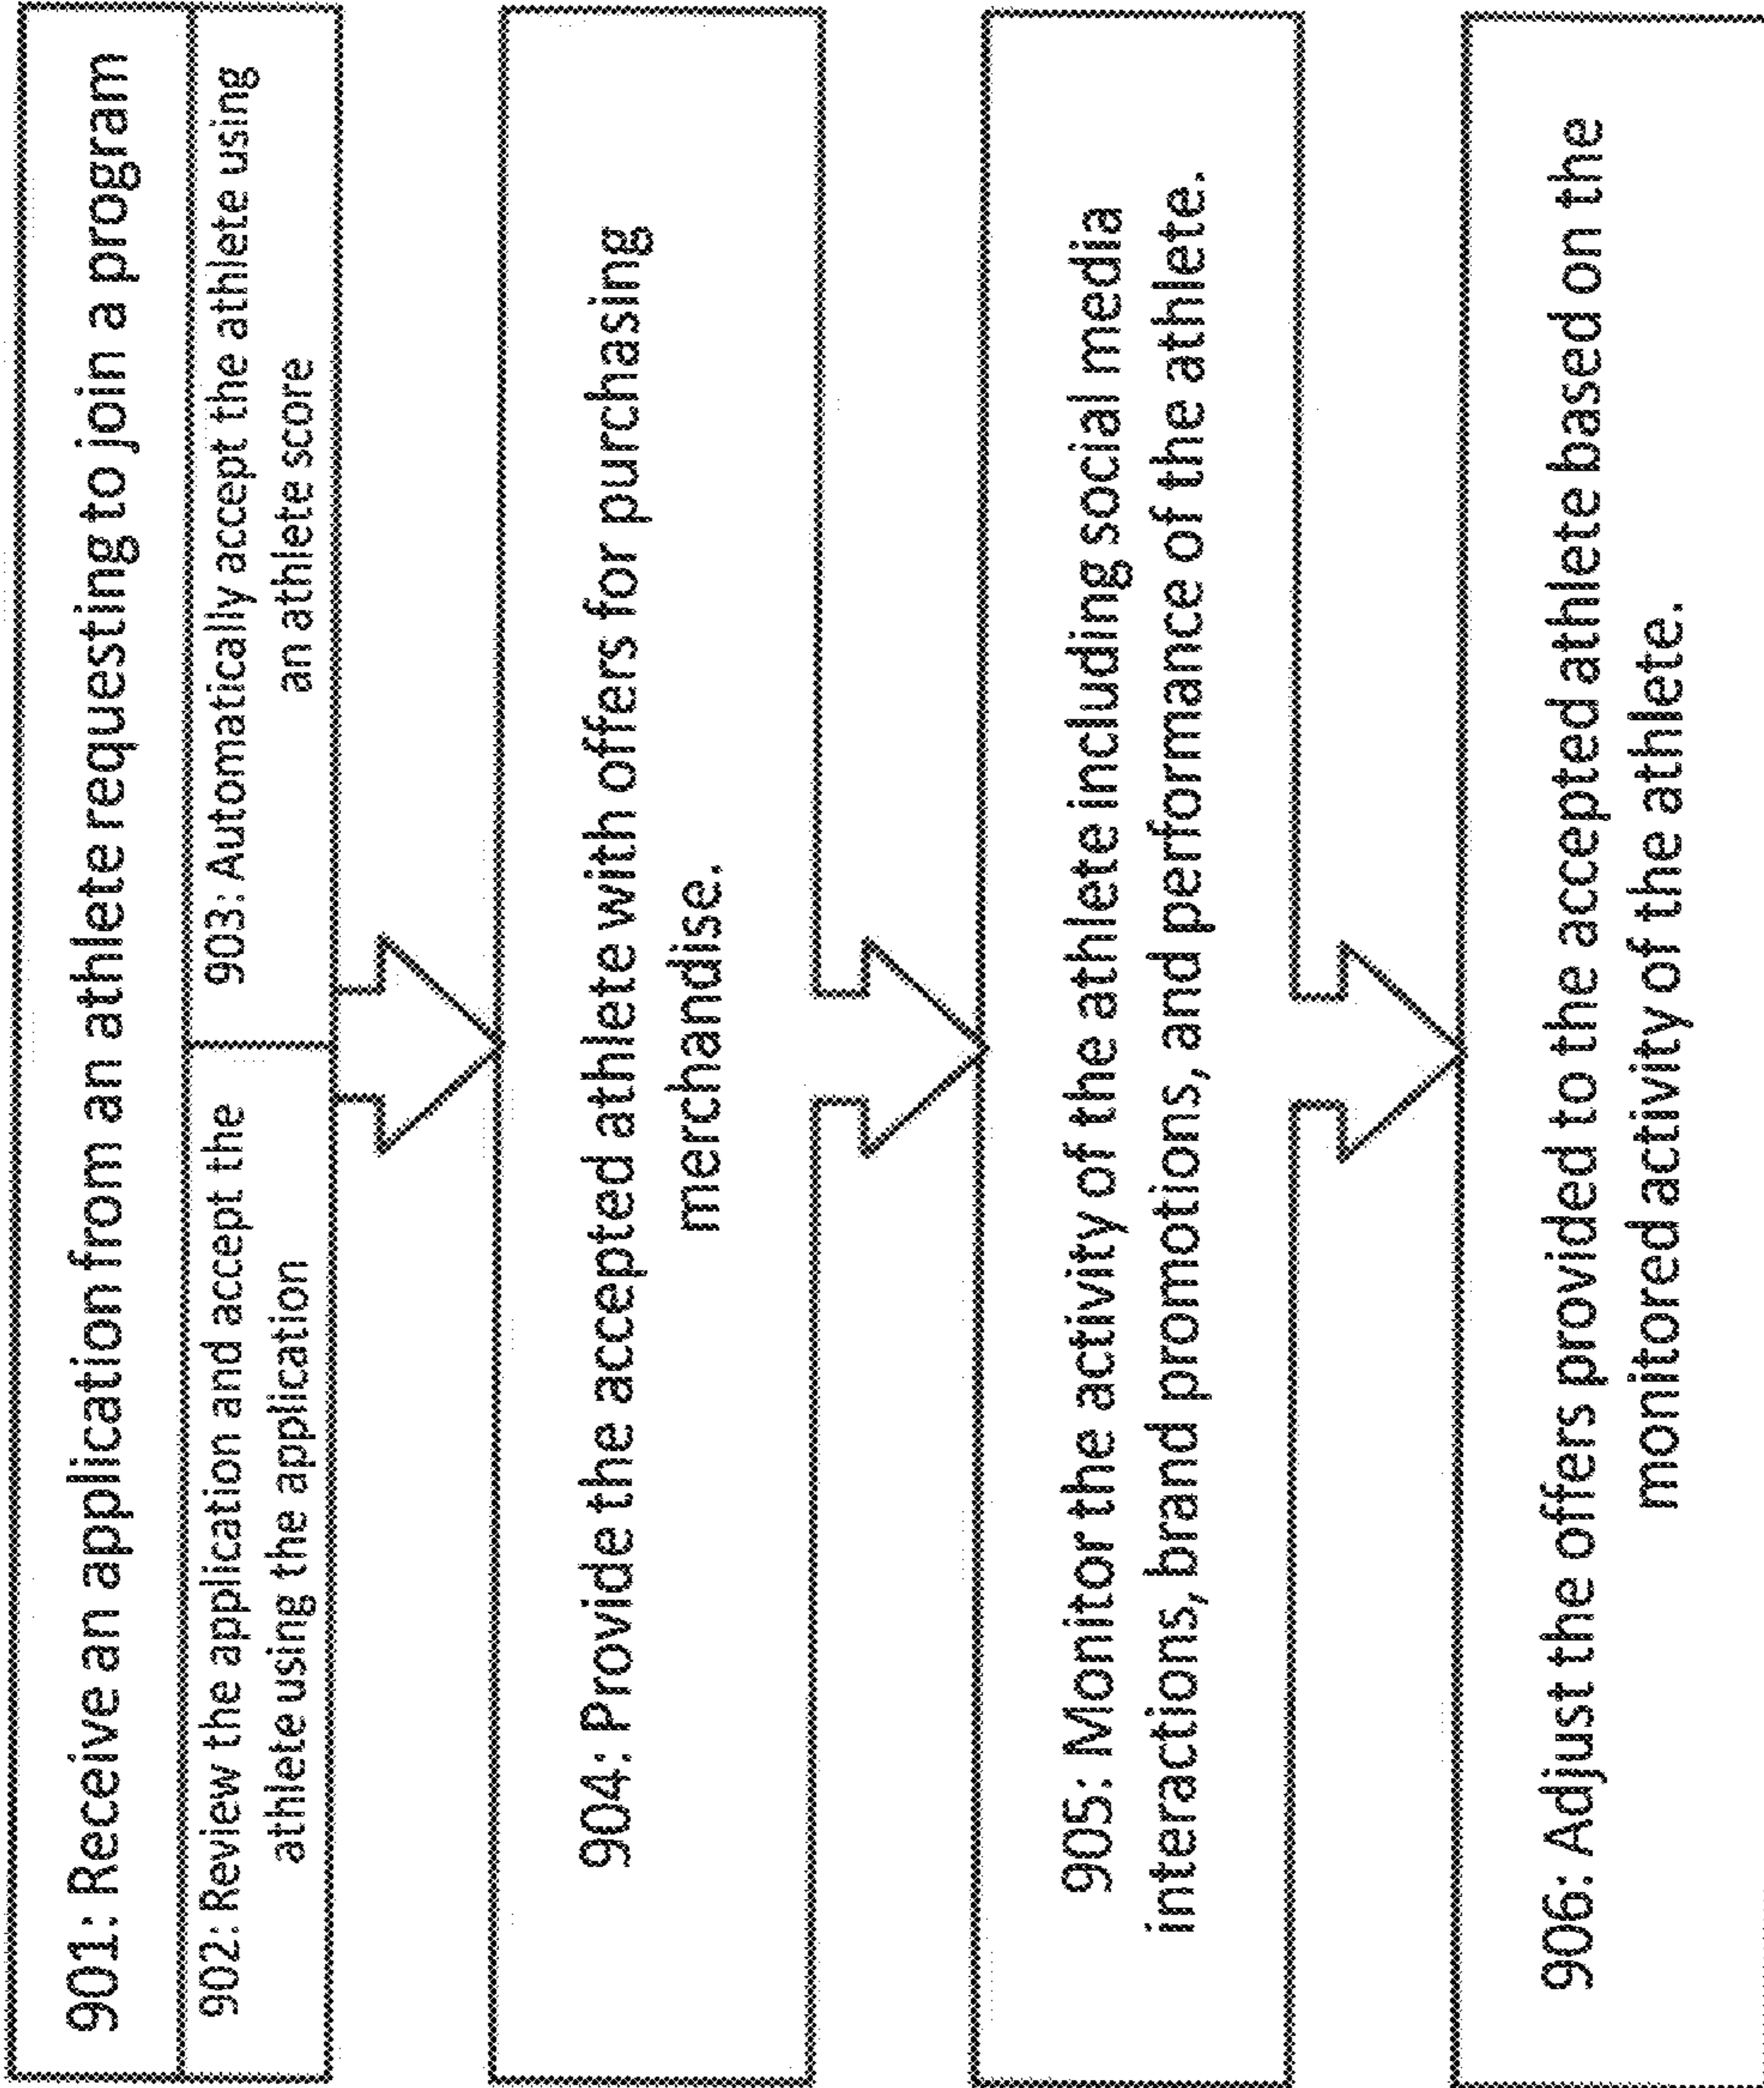 901: Receive an application from an athlete requesting to join a program
902: Review the application and accept the
athlete using the application
903: Automatically accept the athlete using
an athlete score
904: Provide the accepted athlete with offers for purchasing
merchandise.
905: Monitor the activity of the athlete including social media
interactions, brand promotions, and performance of the athlete.
906: Adjust the offers provided to the accepted athlete based on the
monitored activity of the athlete.